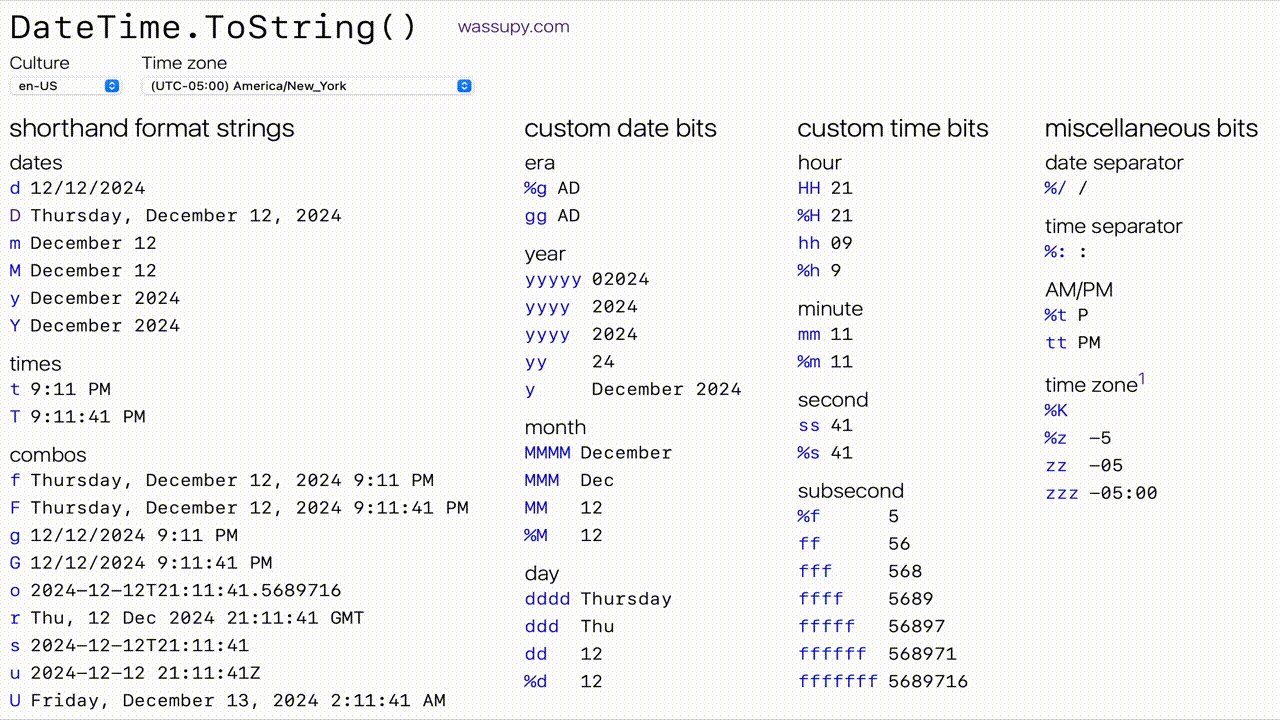 DateTime.ToString()
wassupy.com
Culture
Time zone
en-US
(UTC-05:00) America/New_York
shorthand format strings
dates
d 12/12/2024
D Thursday, December 12, 2024
m December 12
M December 12
y December 2024
Y December 2024
times
t 9:11 PM
T 9:11:41 PM
combos
f Thursday, December 12, 2024 9:11 PM
F Thursday, December 12, 2024 9:11:41 PM
g 12/12/2024 9:11 PM
G 12/12/2024 9:11:41 PM
o 2024-12-12T21:11:41.5689716
r Thu, 12 Dec 2024 21:11:41 GMT
s 2024-12-12T21:11:41
u 2024-12-12 21:11:41Z
U Friday, December 13, 2024 2:11:41 AM
custom date bits
era
%g AD
gg AD
year
yyyyy 02024
yyyy 2024
yyyy 2024
yy 24
y December 2024
month
MMMM December
MMM Dec
MM 12
%M 12
day
dddd Thursday
ddd Thu
dd 12
%d 12
custom time bits
hour
HH 21
%H 21
hh 09
%h 9
minute
mm 11
%m 11
second
ss 41
%s 41
subsecond
%f 5
ff 56
fff 568
ffff 5689
fffff 56897
ffffff 568971
fffffff 5689716
miscellaneous bits
date separator
%/ /
time separator
%: :
AM/PM
%t P
tt PM
time zone1
%K
%z -5
zz -05
zzz -05:00